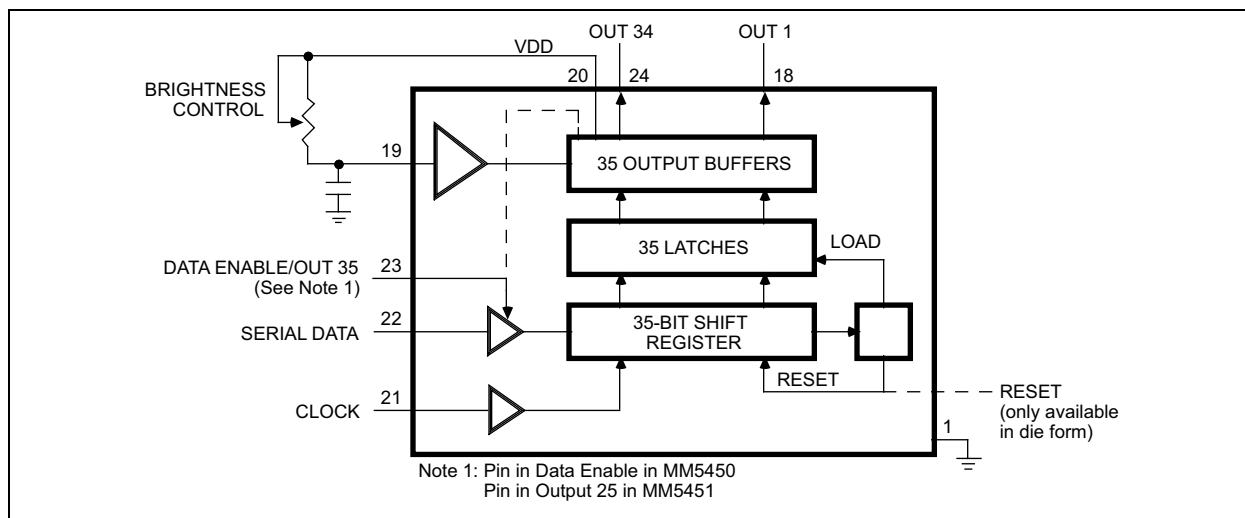 OUT 34
OUT 1
VDD
20
24
18
BRIGHTNESS
CONTROL
19
35 OUTPUT BUFFERS
35 LATCHES
LOAD
DATA ENABLE/OUT 35
23
(See Note 1)
SERIAL DATA
22
35-BIT SHIFT
REGISTER
RESET
CLOCK
21
RESET
(only available
in die form)
1
Note 1: Pin in Data Enable in MM5450
Pin in Output 25 in MM5451